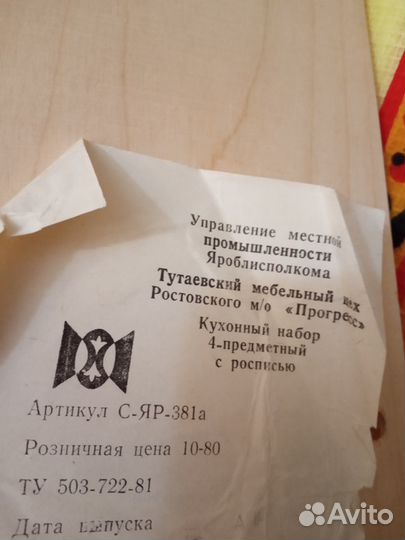 Управление местной
промышленности
Яроблисполкома
Тутаевский мебельный цех
Ростовского м/о «Прогресс»
Кухонный набор
4-предметный
с росписью
Артикул С-ЯР-381а
Розничная цена 10-80
ТУ 503-722-81
Дата выпуска
Avito